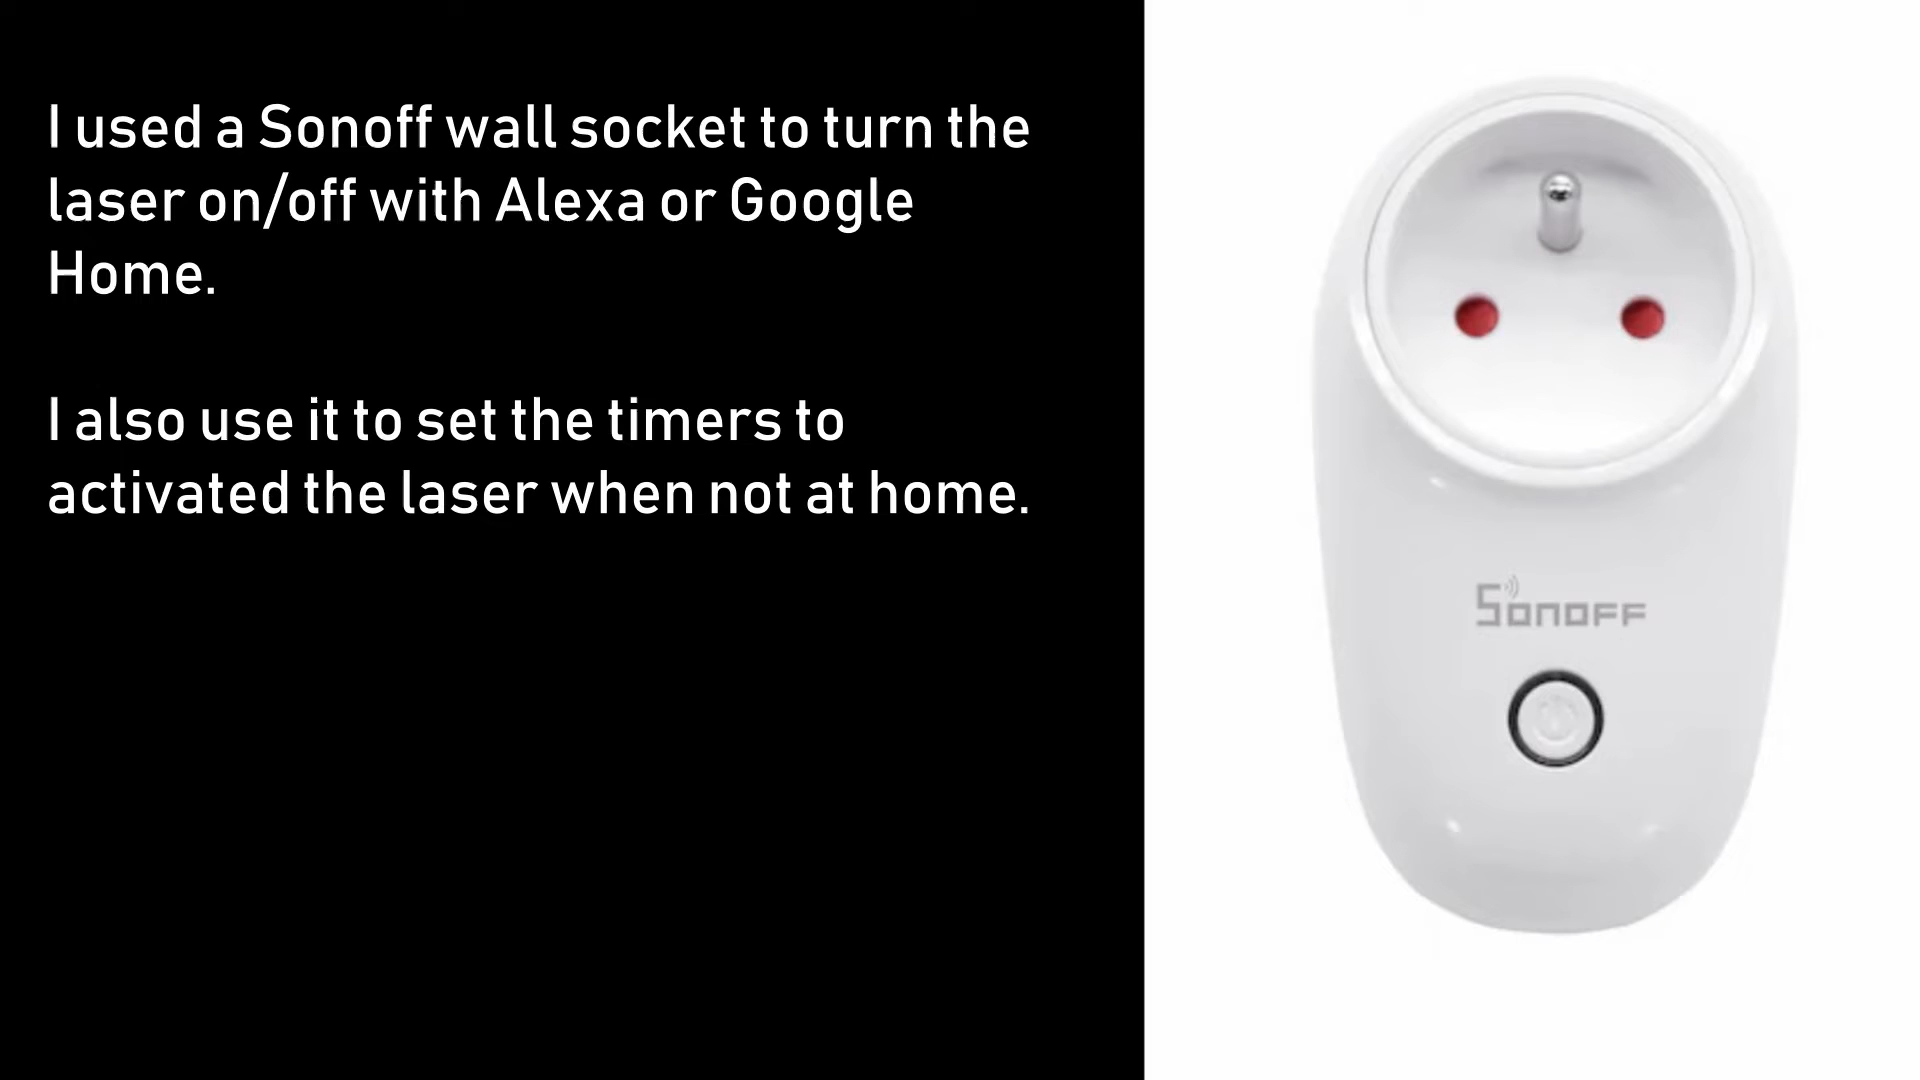 I used a Sonoff wall socket to turn the
laser on/off with Alexa or Google
Home.
I also use it to set the timers to
activated the laser when not at home.
SONOFF